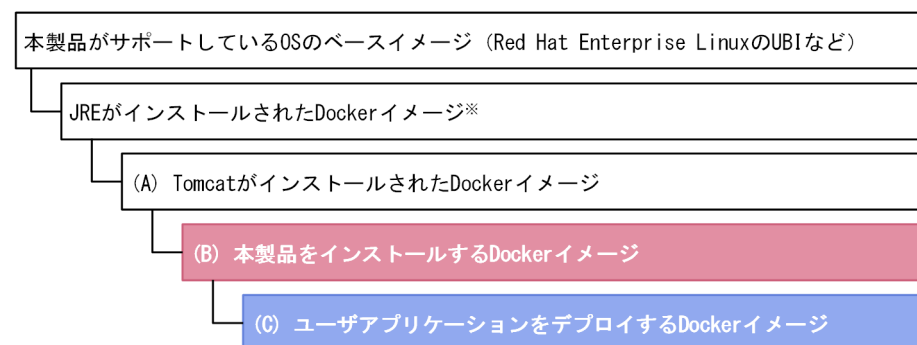 本製品がサポートしているOSのベースイメージ (Red Hat Enterprise LinuxのUBIなど)
JREがインストールされたDockerイメージ※
(A) TomcatがインストールされたDockerイメージ
(B) 本製品をインストールするDockerイメージ
(C) ユーザアプリケーションをデプロイするDockerイメージ